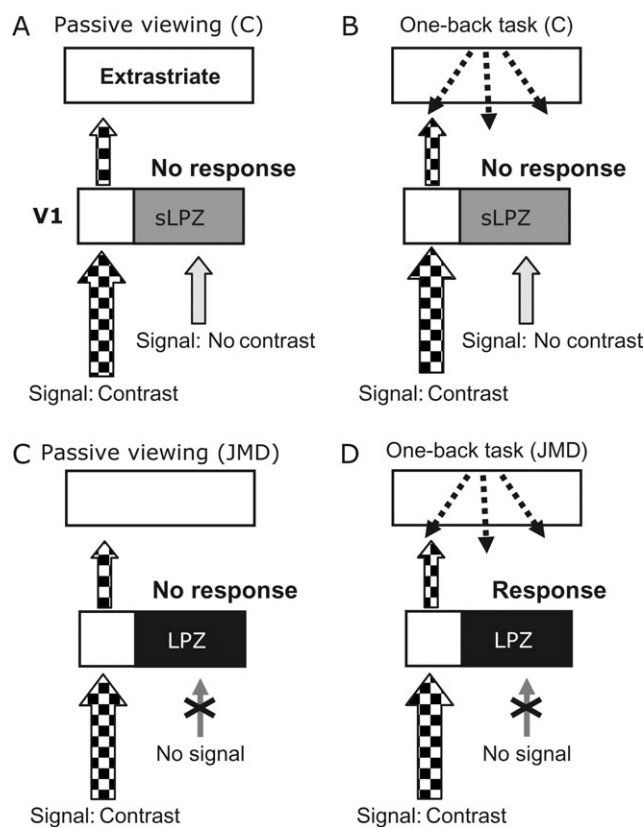 A Passive viewing (C)
Extrastriate
No response
V1 sLPZ
Signal: No contrast
Signal: Contrast
B One-back task (C)
No response
sLPZ
Signal: No contrast
Signal: Contrast
C Passive viewing (JMD)
No response
LPZ
No signal
Signal: Contrast
D One-back task (JMD)
Response
LPZ
No signal
Signal: Contrast